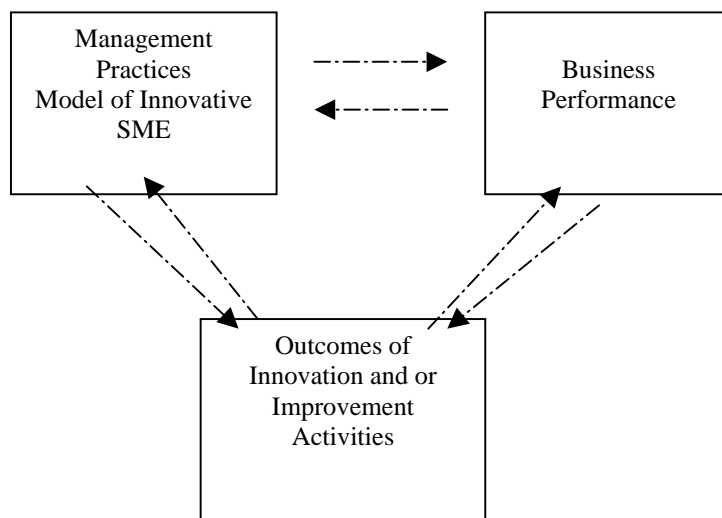 Management
Practices
Model of Innovative
SME
Business
Performance
Outcomes of
Innovation and or
Improvement
Activities